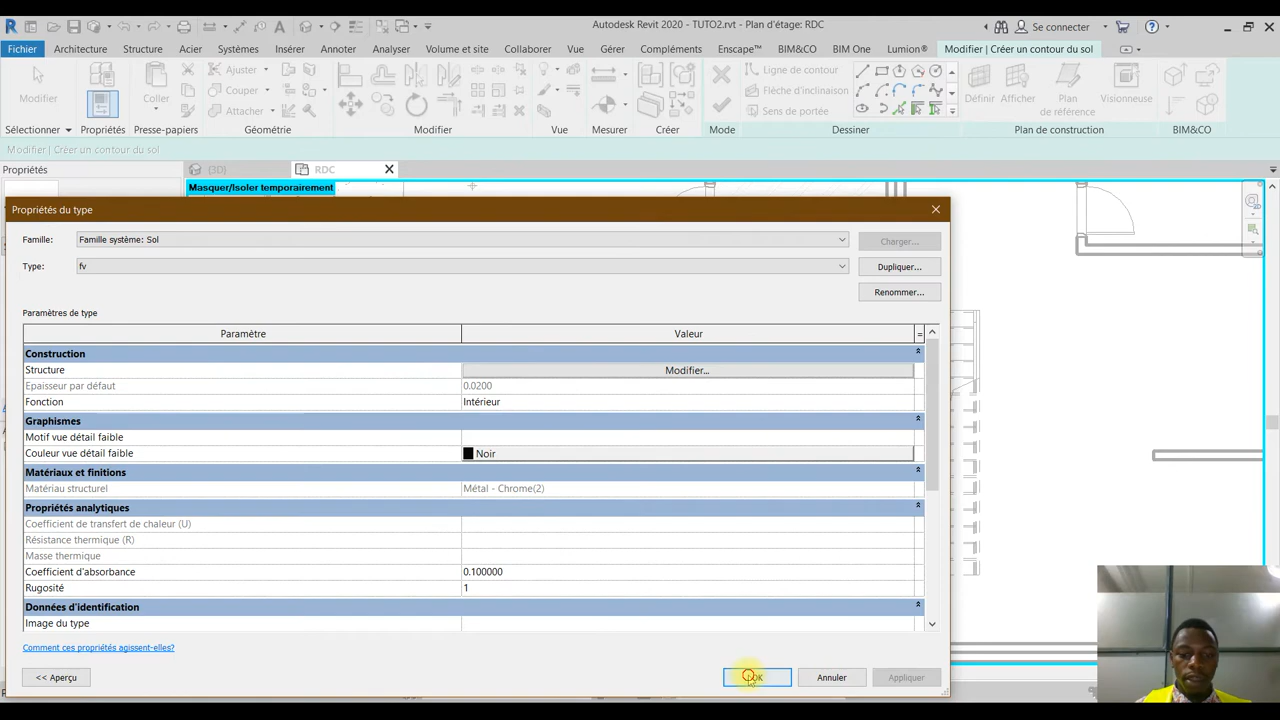 Autodesk Revit 2020 - TUTO2.rvt - Plan d'étage: RDC
Se connecter
Fichier Architecture Structure Acier Systèmes Insérer Annoter Analyser Volume et site Collaborer Vue Gérer Compléments Enscape™ BIM&CO BIM One Lumion® Modifier | Créer un contour du sol
Ajuster
Couper
Attacher
Ligne de contour
Flèche d'inclinaison
Sens de portée
Modifier
Coller
Définir Afficher Plan de référence Visionneuse
Sélectionner Propriétés Presse-papiers Géométrie Modifier Vue Mesurer Créer Mode Dessiner Plan de construction BIM&CO
Modifier | Créer un contour du sol
Propriétés
{3D}
RDC
Masquer/Isoler temporairement
Propriétés du type
Famille: Famille système: Sol Charger...
Type: fv Dupliquer...
Renommer...
Paramètres de type
Paramètre Valeur =
Construction
Structure Modifier...
Epaisseur par défaut 0.0200
Fonction Intérieur
Graphismes
Motif vue détail faible
Couleur vue détail faible Noir
Matériaux et finitions
Matériau structurel Métal - Chrome(2)
Propriétés analytiques
Coefficient de transfert de chaleur (U)
Résistance thermique (R)
Masse thermique
Coefficient d'absorbance 0.100000
Rugosité 1
Données d'identification
Image du type
Comment ces propriétés agissent-elles?
<< Aperçu OK Annuler Appliquer